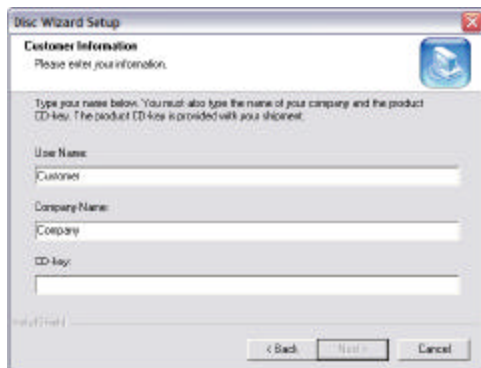 Disc Wizard Setup
Customer Information
Please enter your information.
Type your name below. You must also type the name of your company and the product
CD-key. The product CD-key is provided with your shipment.
User Name:
Customer
Company Name:
Company
CD-key:
InstallShield
< Back
Next >
Cancel